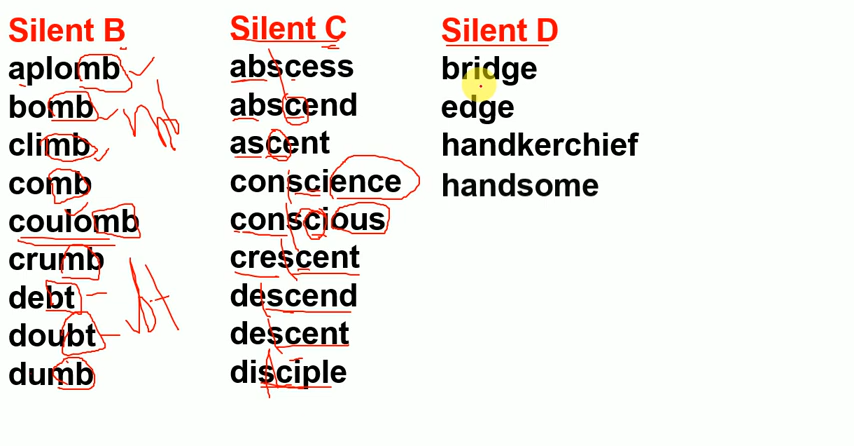 Silent B
aplomb
bomb
climb
comb
coulomb
crumb
debt
doubt
dumb
bt
Silent C
abscess
abscend
ascent
conscience
conscious
crescent
descend
descent
disciple
Silent D
bridge
edge
handkerchief
handsome